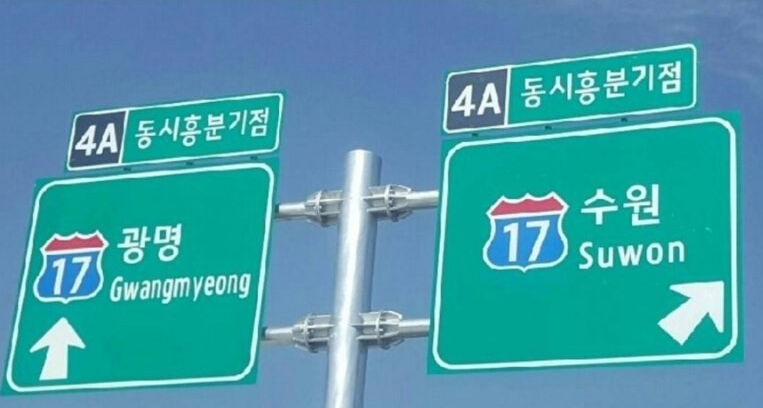 4A 동시흥분기점
17 광명
Gwangmyeong
4A 동시흥분기점
17 수원
Suwon